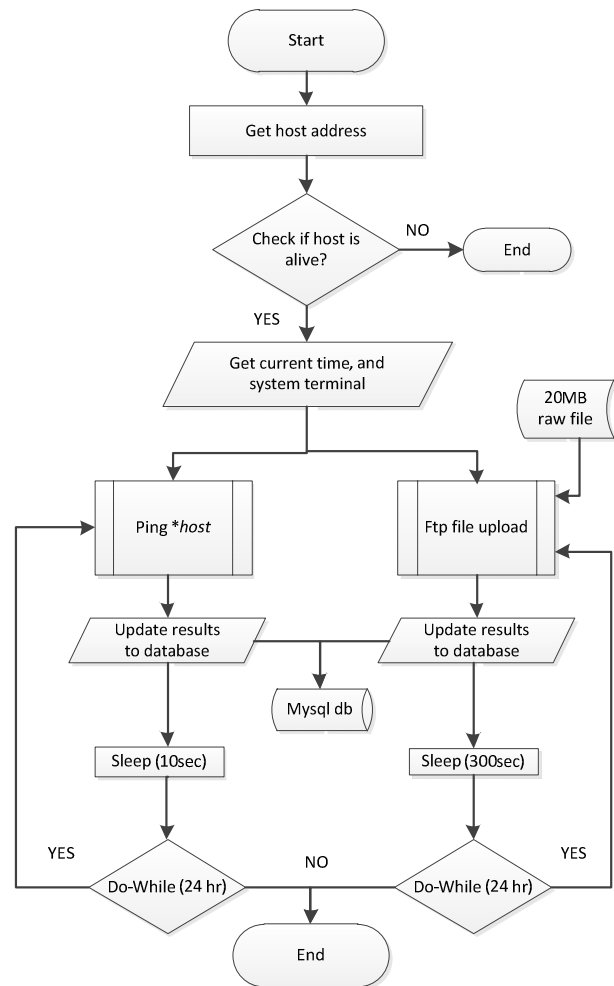 Start
Get host address
Check if host is
alive?
NO
End
YES
Get current time, and
system terminal
20MB
raw file
Ping *host
Ftp file upload
Update results
to database
Update results
to database
Mysql db
Sleep (10sec)
Sleep (300sec)
YES
NO
YES
Do-While (24 hr)
Do-While (24 hr)
End